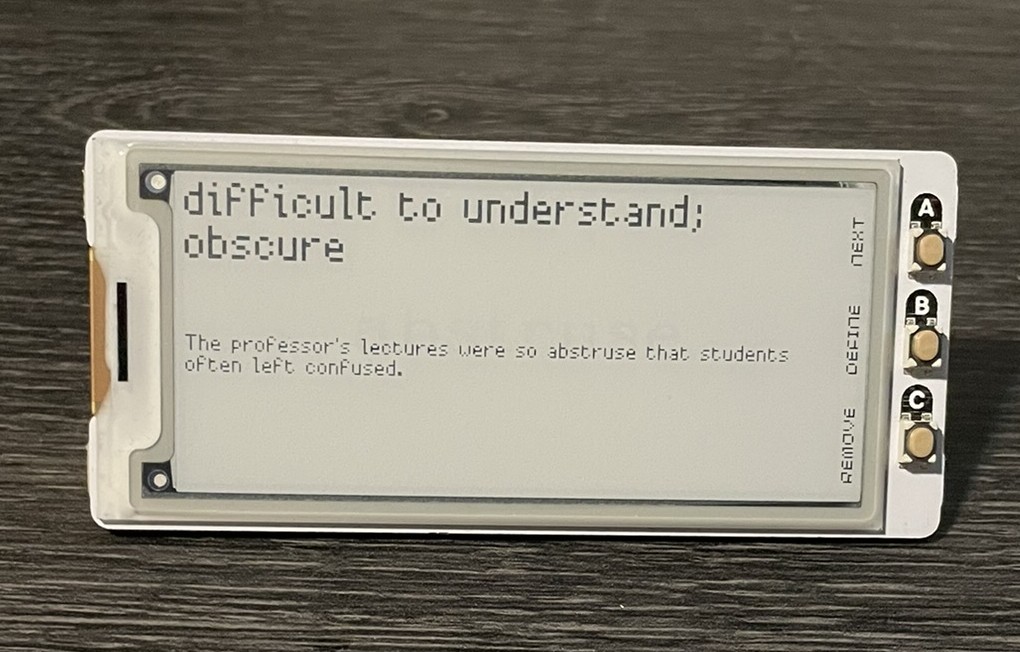 difficult to understand;
obscure
The professor's lectures were so abstruse that students
often left confused.
NEXT
DEFINE
REMOVE
A
B
C